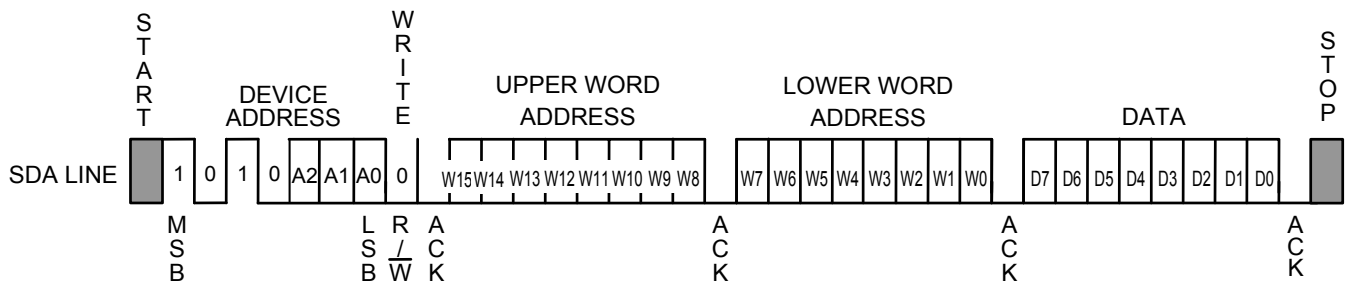 START
WRITE
STOP
DEVICE
ADDRESS
UPPER WORD
ADDRESS
LOWER WORD
ADDRESS
DATA
SDA LINE
1 0 1 0 A2 A1 A0 0 W15 W14 W13 W12 W11 W10 W9 W8 W7 W6 W5 W4 W3 W2 W1 W0 D7 D6 D5 D4 D3 D2 D1 D0
MSB
LSB
R/W
ACK
ACK
ACK
ACK